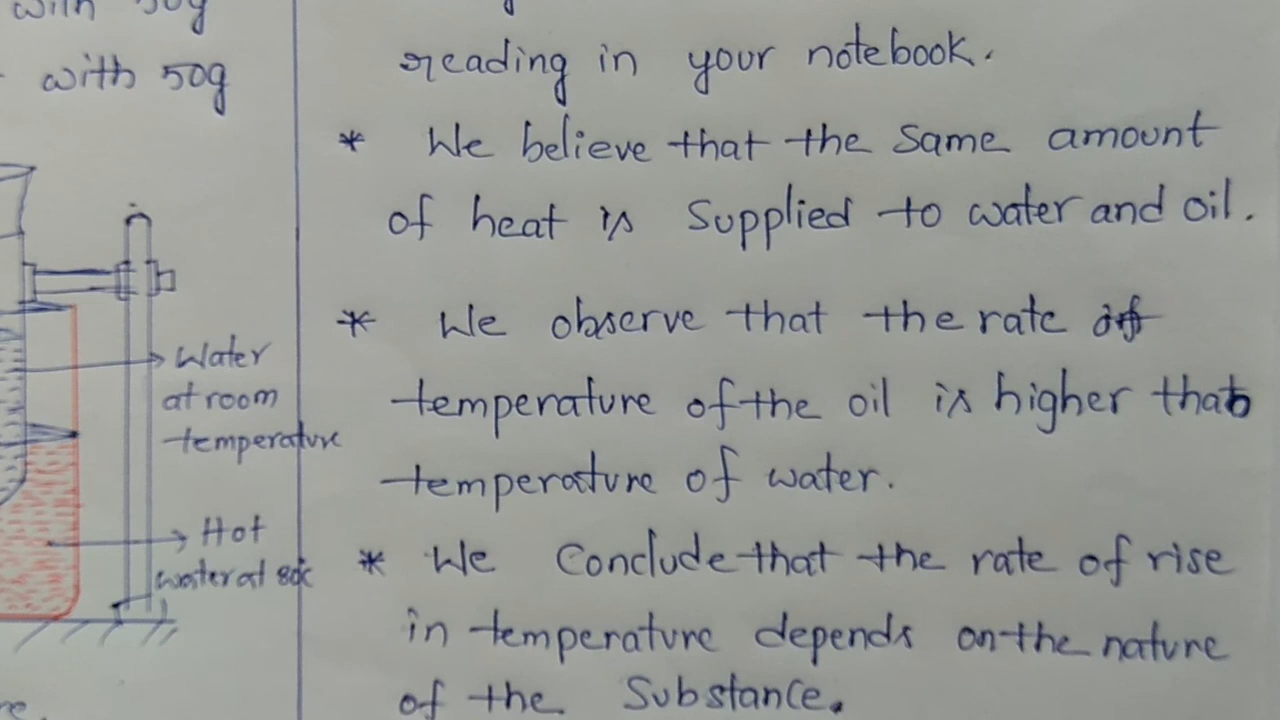 with 50g
with 50g
Water
at room
temperature
Hot
water at 80c
reading in your notebook.
* We believe that the same amount
of heat is Supplied to water and oil.
* We observe that the rate of
temperature of the oil is higher that
temperature of water.
* We Conclude that the rate of rise
in temperature depends on the nature
of the Substance.